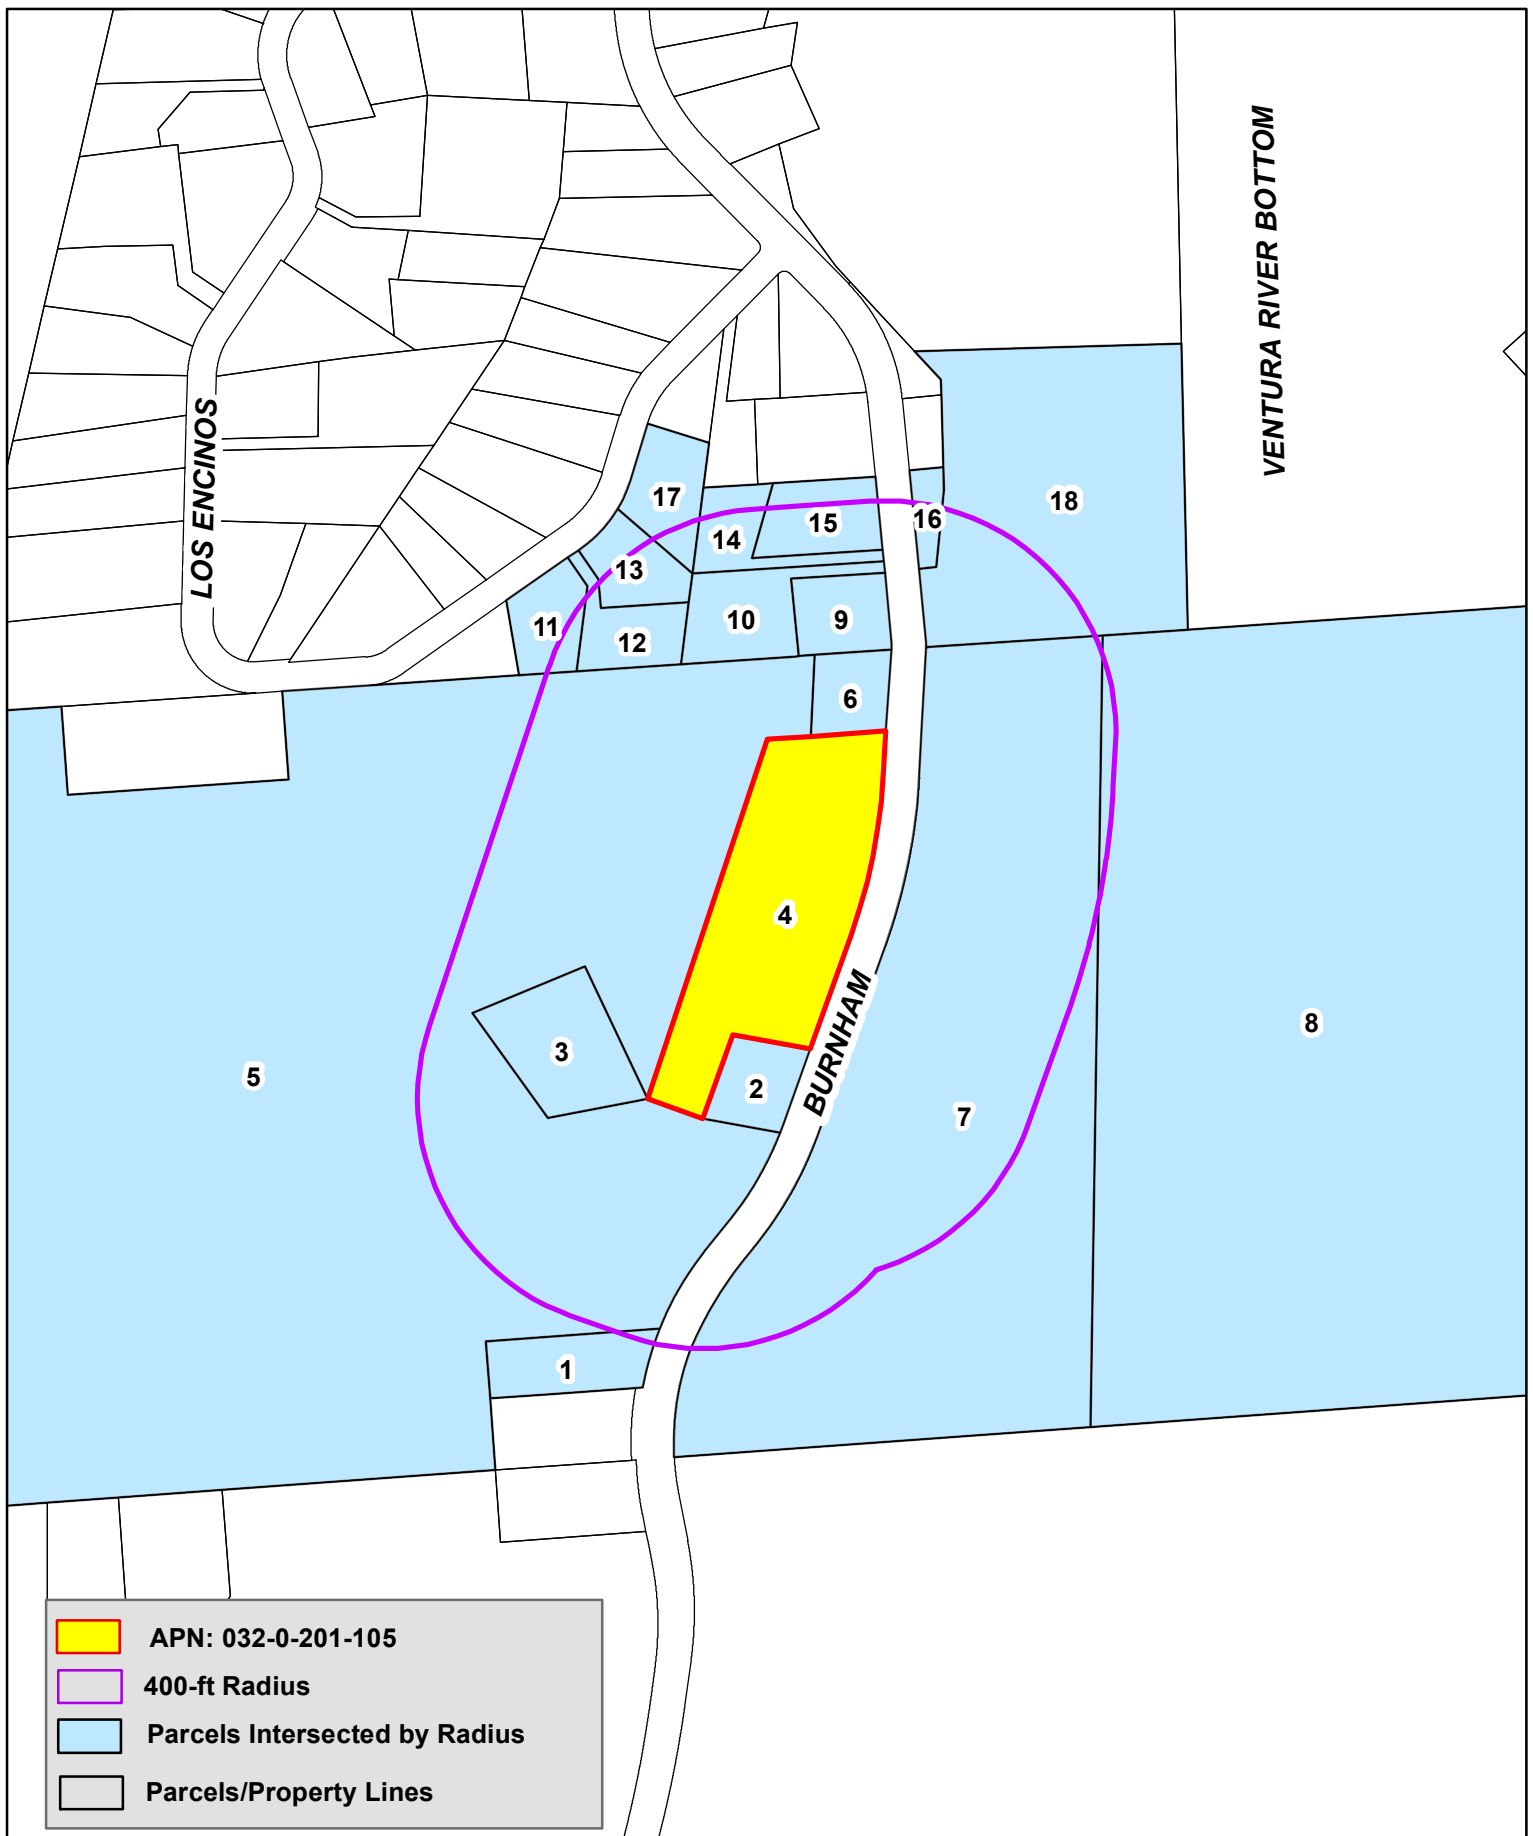 VENTURA RIVER BOTTOM
LOS ENCINOS
17
18
15
16
14
13
10
9
11
12
6
4
8
3
5
2
BURNHAM
7
1
APN: 032-0-201-105
400-ft Radius
Parcels Intersected by Radius
Parcels/Property Lines